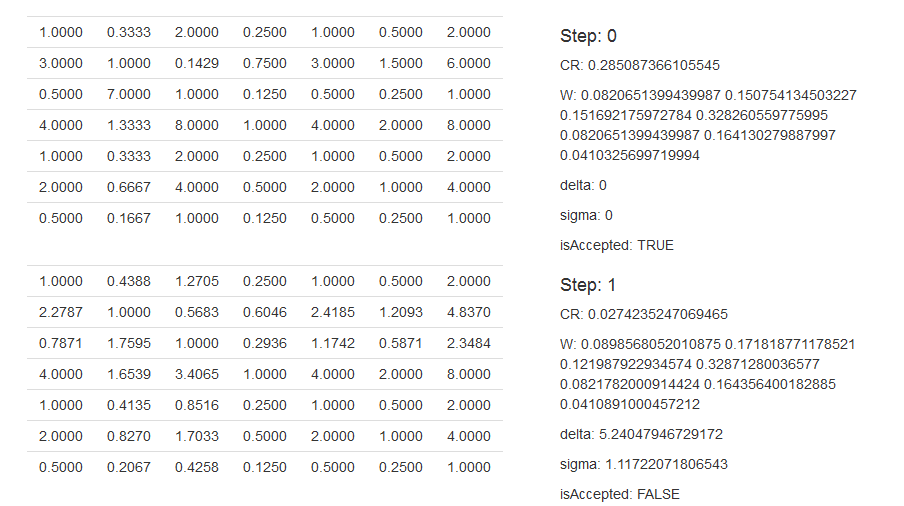 1.0000 0.3333 2.0000 0.2500 1.0000 0.5000 2.0000
3.0000 1.0000 0.1429 0.7500 3.0000 1.5000 6.0000
0.5000 7.0000 1.0000 0.1250 0.5000 0.2500 1.0000
4.0000 1.3333 8.0000 1.0000 4.0000 2.0000 8.0000
1.0000 0.3333 2.0000 0.2500 1.0000 0.5000 2.0000
2.0000 0.6667 4.0000 0.5000 2.0000 1.0000 4.0000
0.5000 0.1667 1.0000 0.1250 0.5000 0.2500 1.0000
Step: 0
CR: 0.285087366105545
W: 0.0820651399439987 0.150754134503227
0.151692175972784 0.328260559775995
0.0820651399439987 0.164130279887997
0.0410325699719994
delta: 0
sigma: 0
isAccepted: TRUE
1.0000 0.4388 1.2705 0.2500 1.0000 0.5000 2.0000
2.2787 1.0000 0.5683 0.6046 2.4185 1.2093 4.8370
0.7871 1.7595 1.0000 0.2936 1.1742 0.5871 2.3484
4.0000 1.6539 3.4065 1.0000 4.0000 2.0000 8.0000
1.0000 0.4135 0.8516 0.2500 1.0000 0.5000 2.0000
2.0000 0.8270 1.7033 0.5000 2.0000 1.0000 4.0000
0.5000 0.2067 0.4258 0.1250 0.5000 0.2500 1.0000
Step: 1
CR: 0.0274235247069465
W: 0.0898568052010875 0.171818771178521
0.121987922934574 0.32871280036577
0.0821782000914424 0.164356400182885
0.0410891000457212
delta: 5.24047946729172
sigma: 1.11722071806543
isAccepted: FALSE